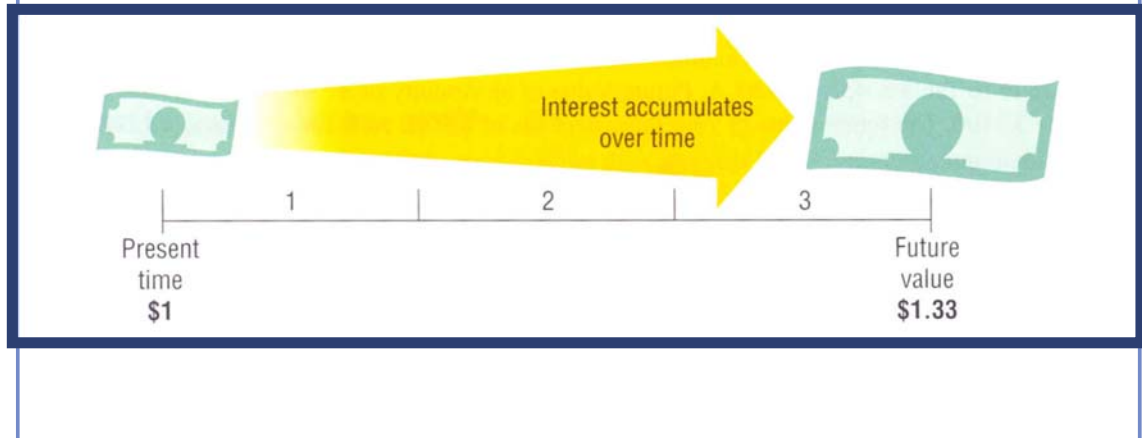 Interest accumulates
over time
1 2 3
Present
time
$1
Future
value
$1.33